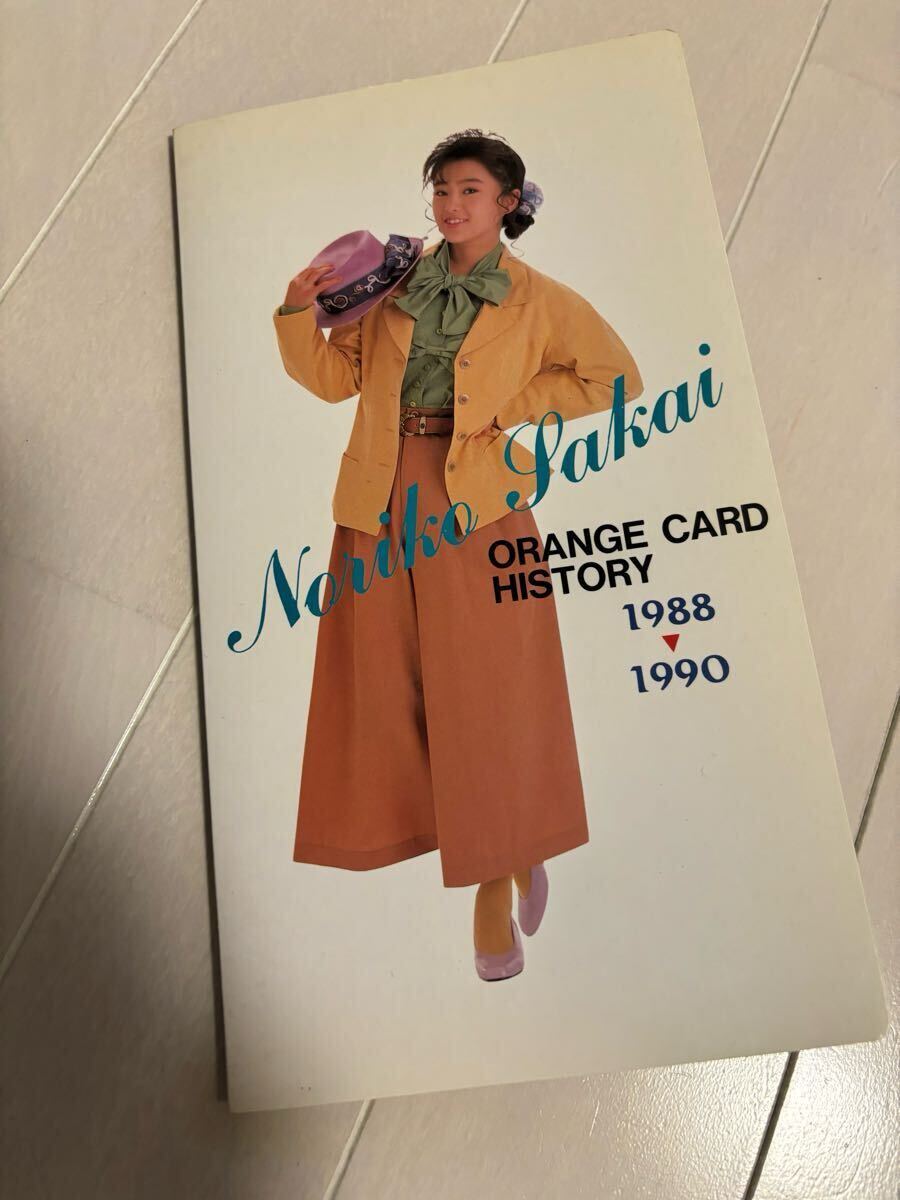 Noriko Sakai
ORANGE CARD
HISTORY
1988
▼
1990